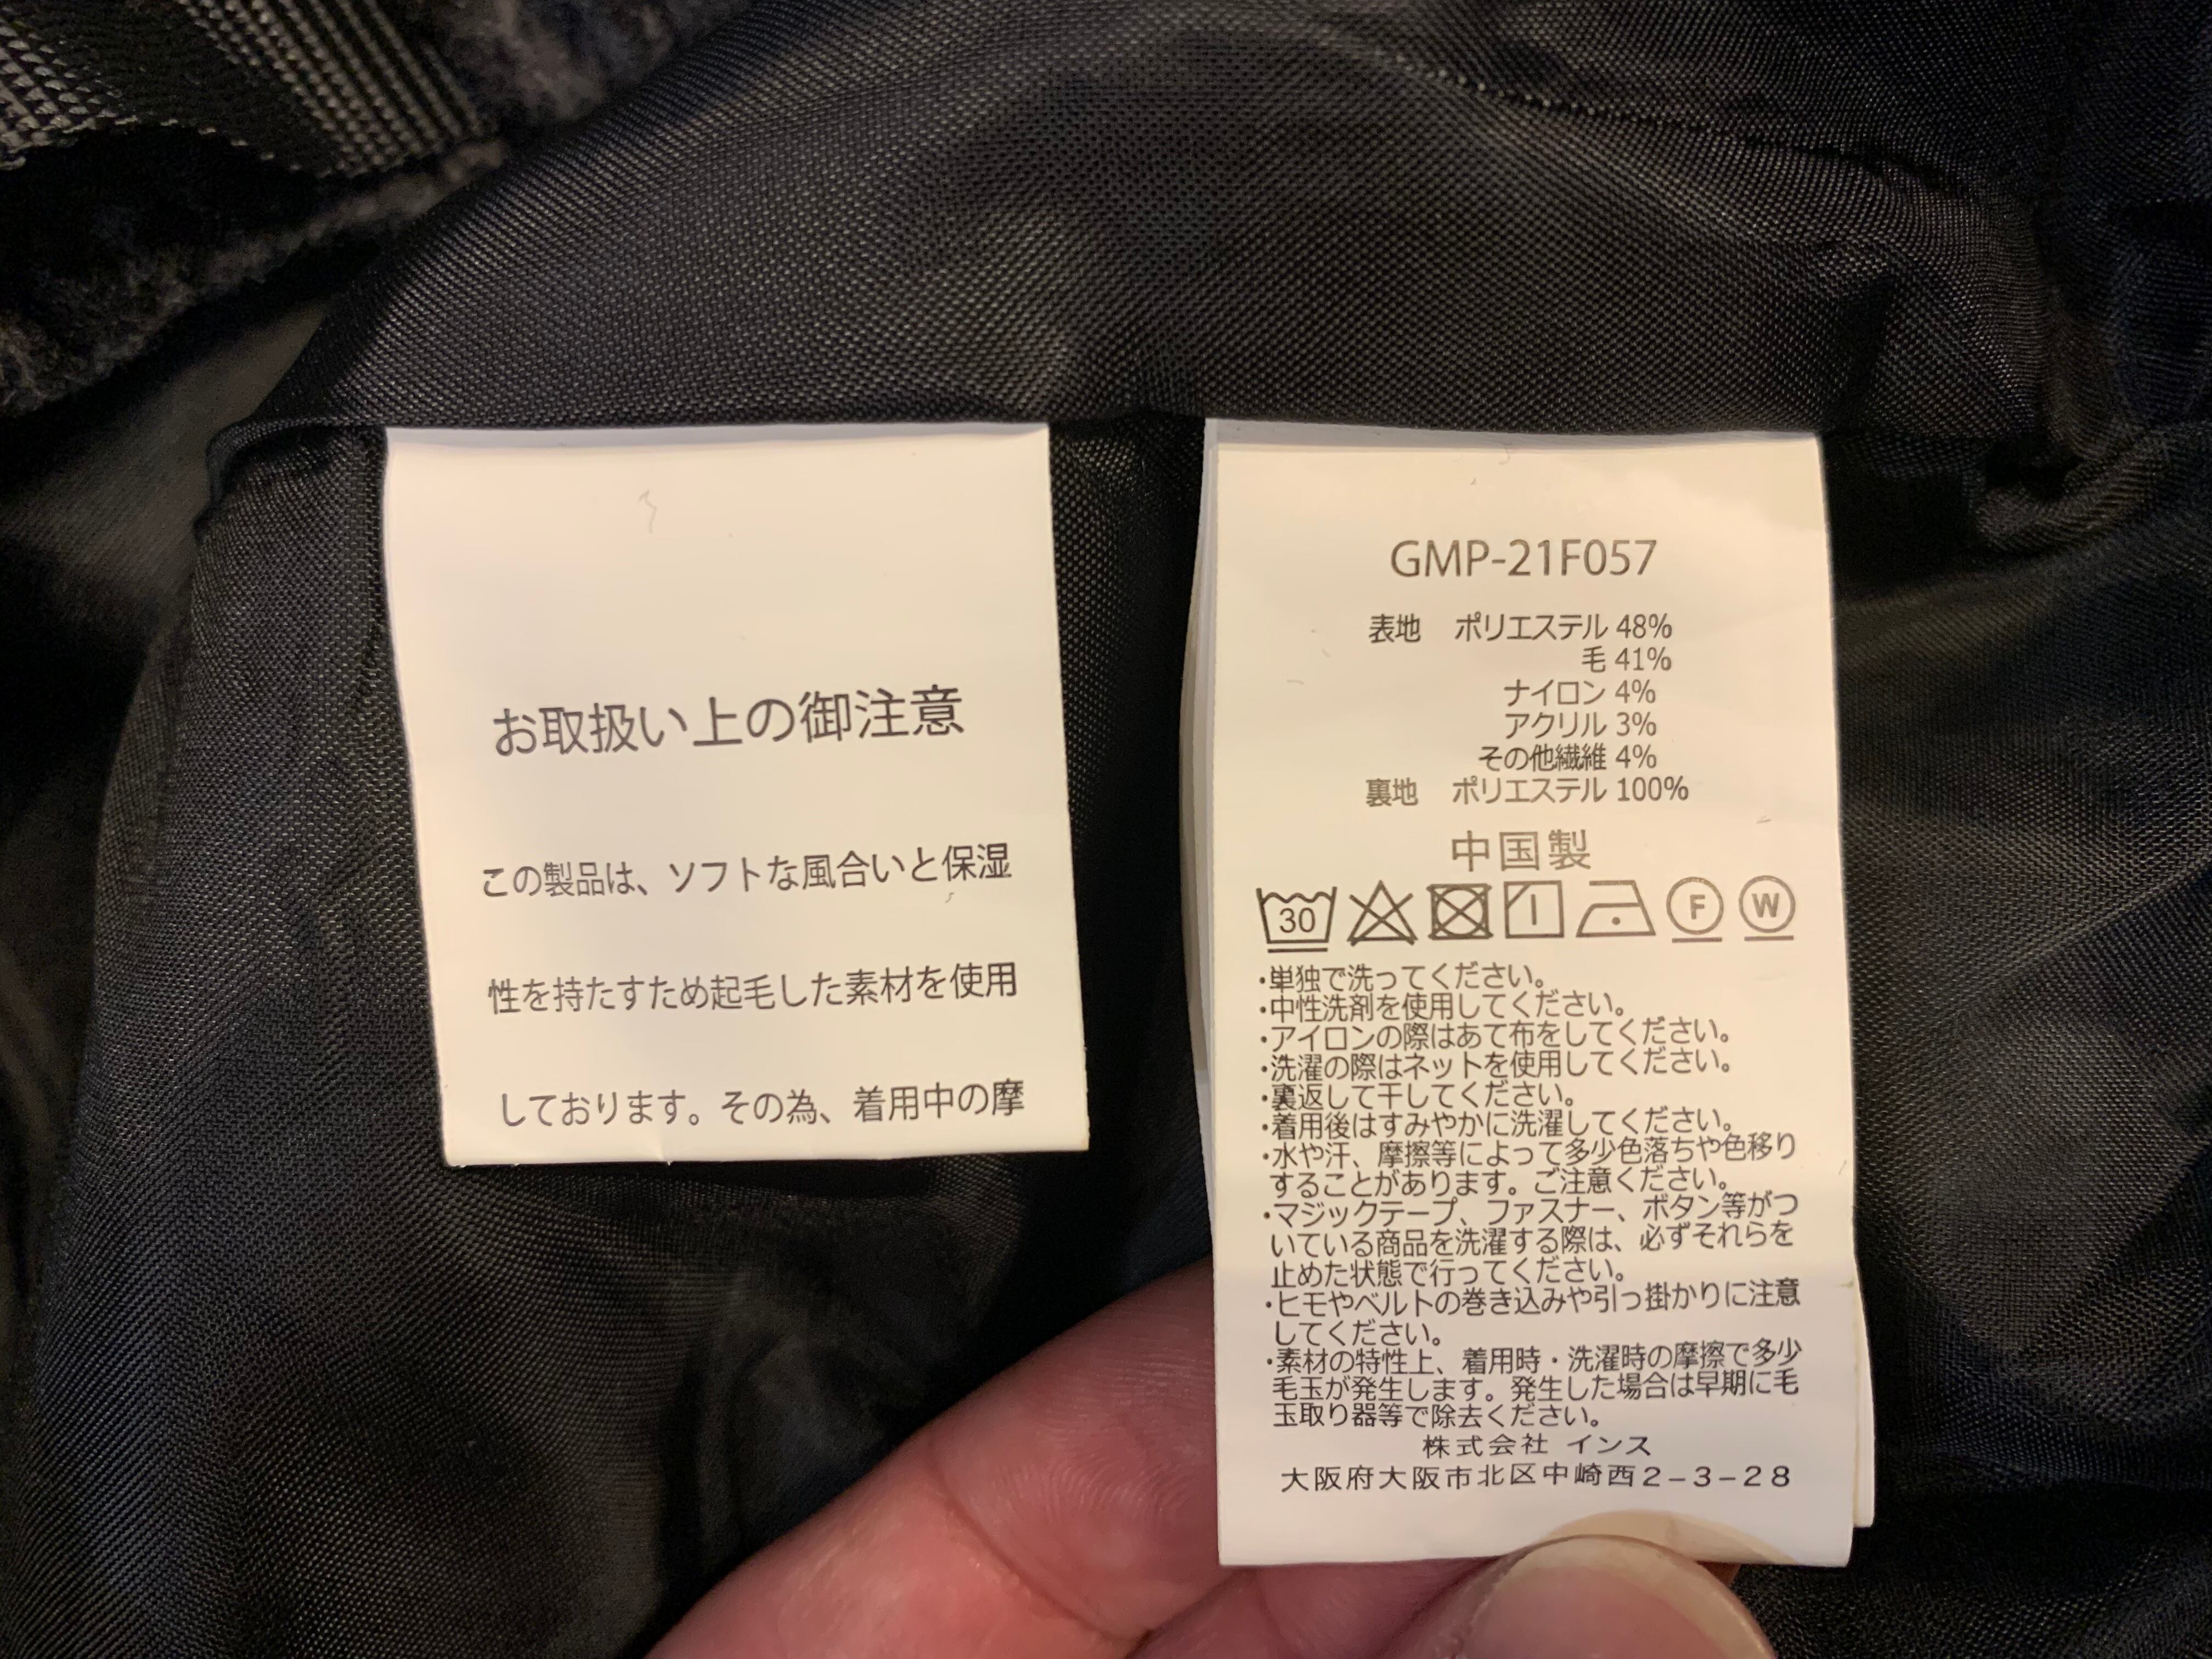 お取扱い上の御注意
この製品は、ソフトな風合いと保湿
性を持たすため起毛した素材を使用
しております。その為、着用中の摩
GMP-21F057
表地 ポリエステル 48%
毛 41%
ナイロン 4%
アクリル 3%
その他繊維 4%
裏地 ポリエステル 100%
中国製
30 F W
・単独で洗ってください。
・中性洗剤を使用してください。
・アイロンの際はあて布をしてください。
・洗濯の際はネットを使用してください。
・裏返して干してください。
・着用後はすみやかに洗濯してください。
・水や汗、摩擦等によって多少色落ちや色移り
することがあります。ご注意ください。
・マジックテープ、ファスナー、ボタン等がつ
いている商品を洗濯する際は、必ずそれらを
止めた状態で行ってください。
・ヒモやベルトの巻き込みや引っ掛かりに注意
してください。
・素材の特性上、着用時・洗濯時の摩擦で多少
毛玉が発生します。発生した場合は早期に毛
玉取り器等で除去ください。
株式会社 インス
大阪府大阪市北区中崎西2-3-28